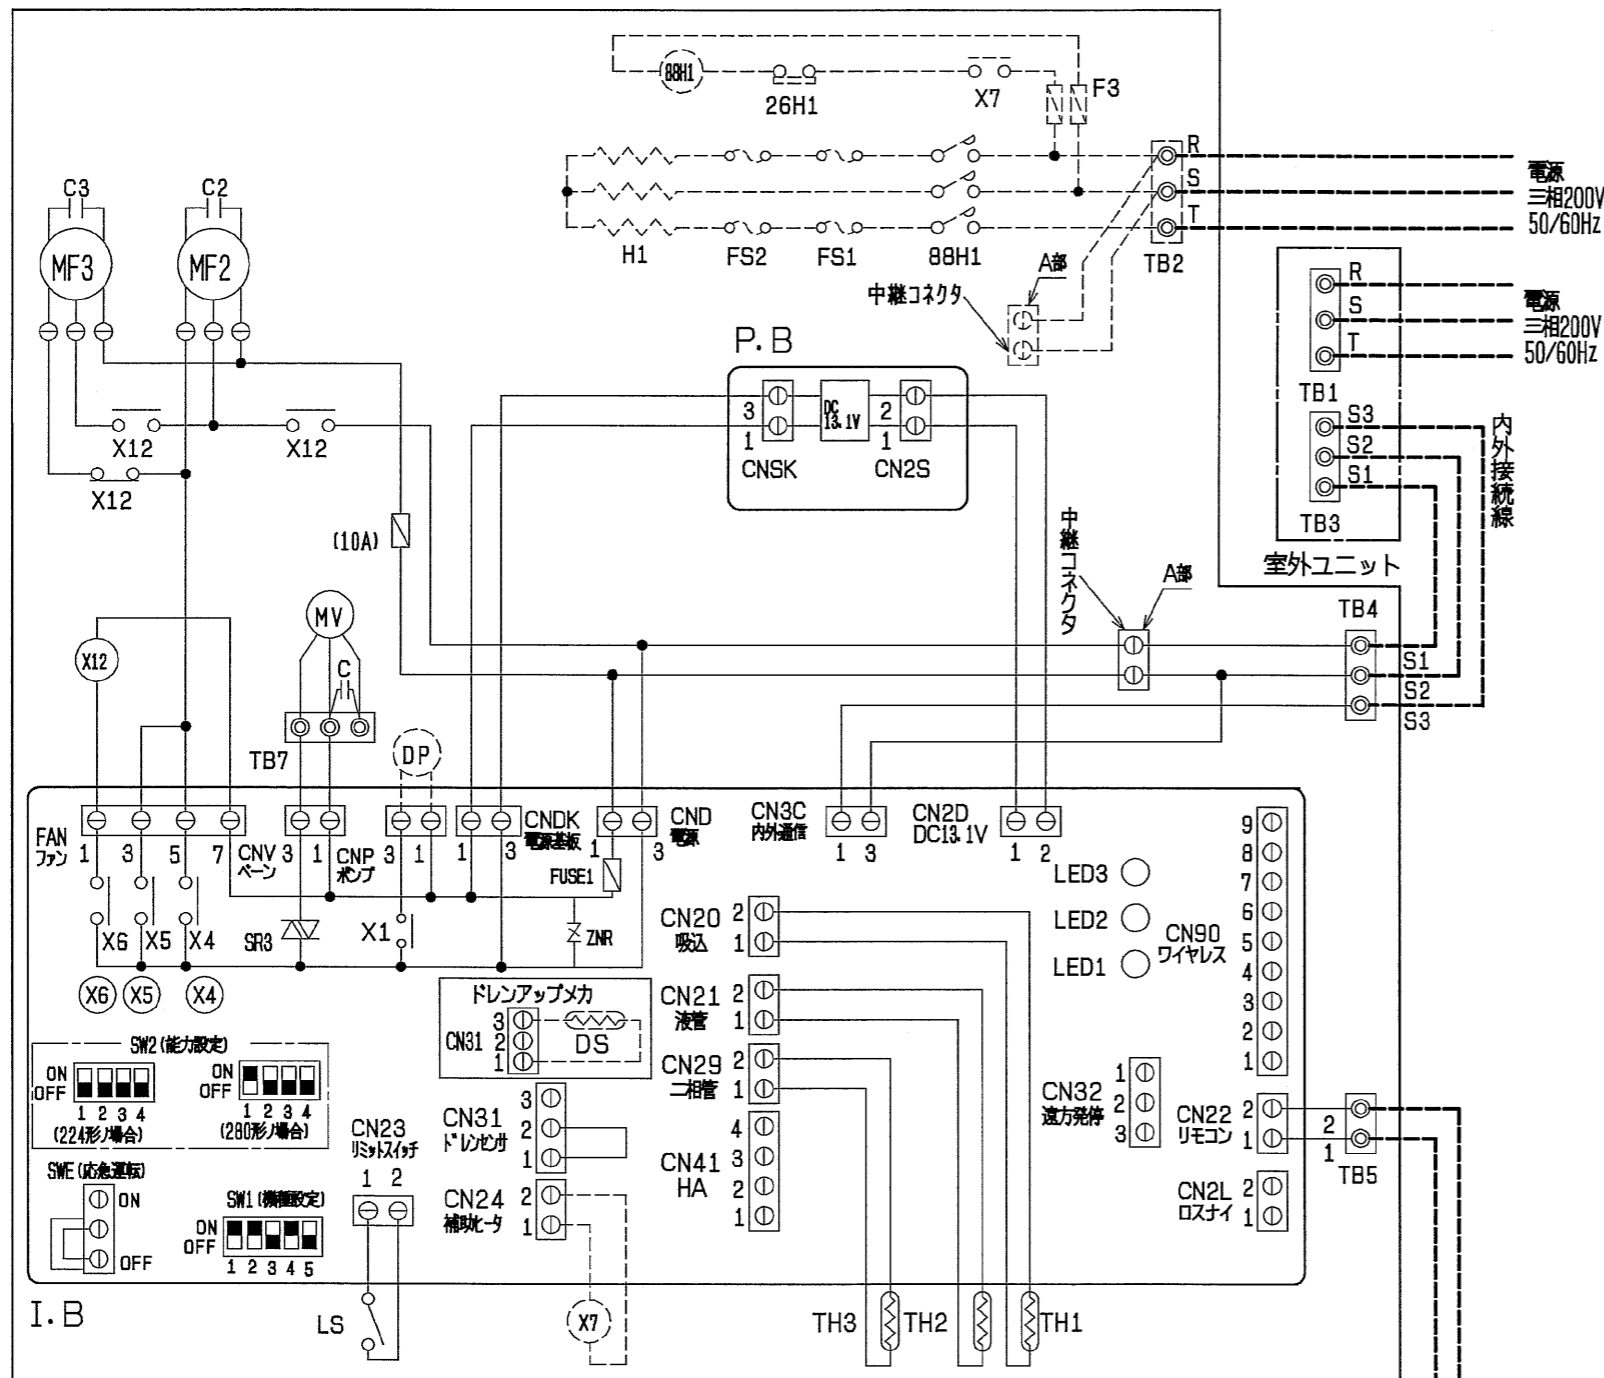 88H1
26H1
X7
F3
H1
FS2
FS1
88H1
R
S
T
TB2
電源
三相200V
50/60Hz
A部
中継コネクタ
C3
C2
MF3
MF2
X12
X12
X12
(10A)
P.B
3
1
CNSK
DC
13.1V
2
1
CN2S
R
S
T
TB1
電源
三相200V
50/60Hz
S3
S2
S1
TB3
室外ユニット
内外接続線
中継コネクタ
A部
TB4
S1
S2
S3
X12
MV
C
TB7
DP
FAN
ファン
1
3
5
7
CNV
ベーン
3
1
CNP
ポンプ
3
1
CNDK
電源基板
1
3
CND
電源
1
3
FUSE1
CN3C
内外通信
1
3
CN2D
DC13.1V
1
2
X6
X5
X4
SR3
X1
ZNR
X6
X5
X4
LED3
LED2
LED1
CN90
ワイヤレス
9
8
7
6
5
4
3
2
1
CN20
吸込
2
1
CN21
液管
2
1
CN29
二相管
2
1
CN41
HA
4
3
2
1
ドレンアップメカ
CN31
3
2
1
DS
CN31
ドレンセンサ
3
2
1
CN24
補助ヒータ
2
1
CN32
遠方発停
1
2
3
CN22
リモコン
2
1
CN2L
ロスナイ
2
1
2
1
TB5
SW2(能力設定)
ON
OFF
1 2 3 4
(224形ノ場合)
ON
OFF
1 2 3 4
(280形ノ場合)
SWE(応急運転)
ON
OFF
SW1(機種設定)
ON
OFF
1 2 3 4 5
CN23
リミットスイッチ
1 2
I.B
LS
X7
TH3
TH2
TH1